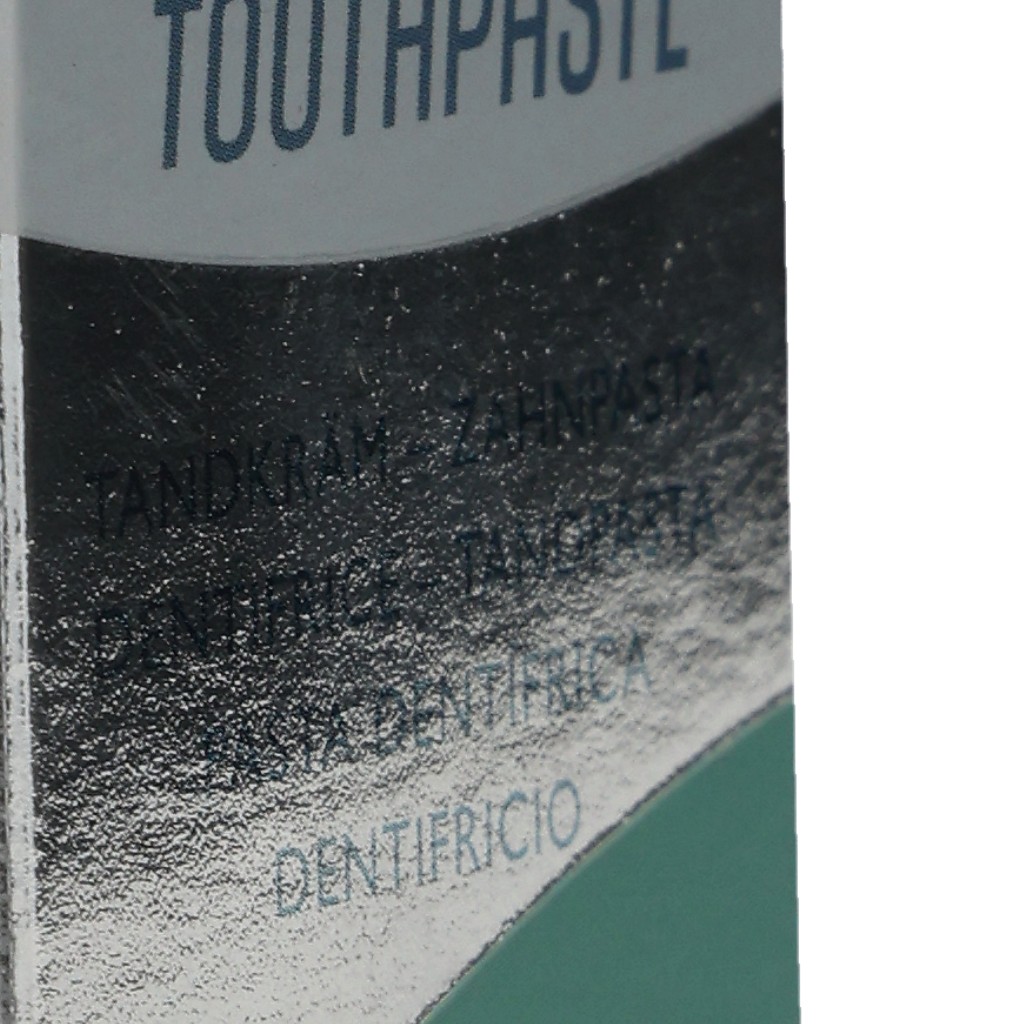 TOOTHPASTE
TANDKRÄM - ZAHNPASTA
DENTIFRICE - TANDPASTA
PASTA DENTIFRICA
DENTIFRICIO